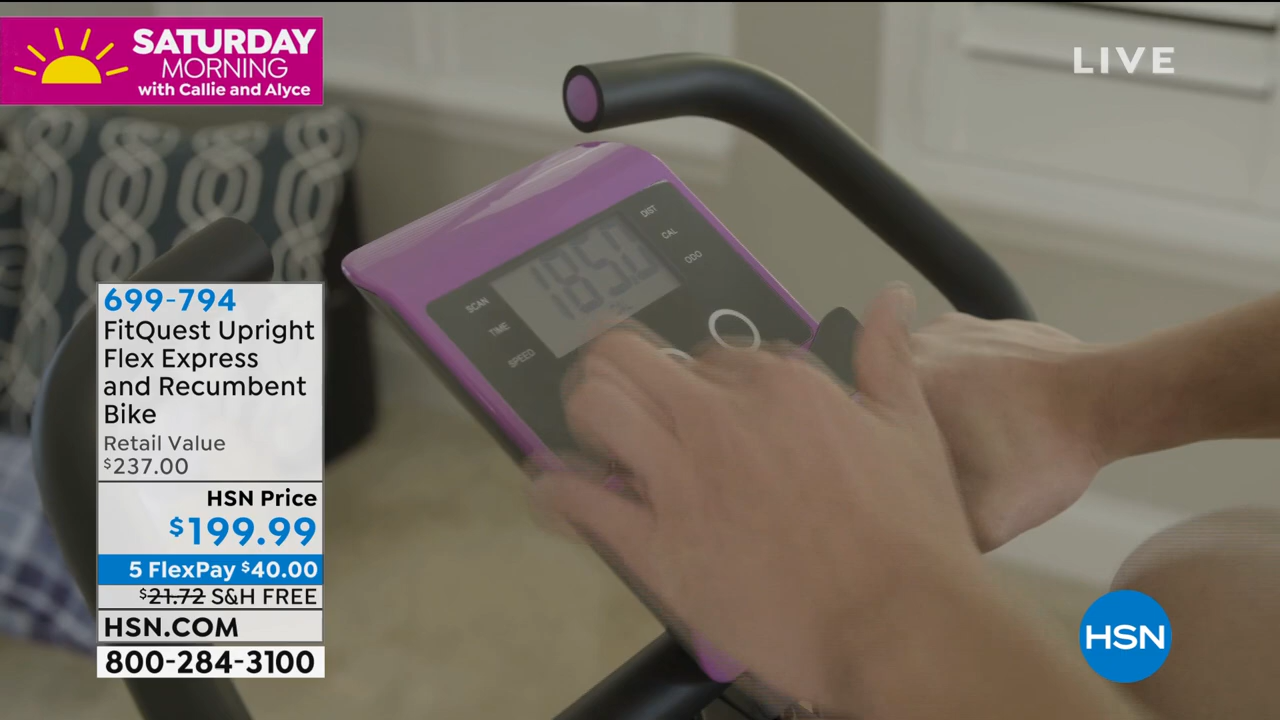 SATURDAY
MORNING
with Callie and Alyce
LIVE
DIST
CAL
ODO
185.0
SCAN
TIME
SPEED
699-794
FitQuest Upright
Flex Express
and Recumbent
Bike
Retail Value
$237.00
HSN Price
$199.99
5 FlexPay $40.00
$21.72 S&H FREE
HSN.COM
800-284-3100
HSN